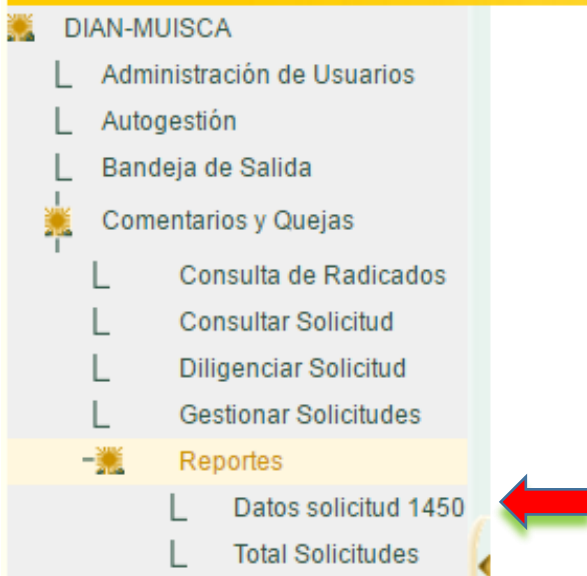 DIAN-MUISCA
Administración de Usuarios
Autogestión
Bandeja de Salida
Comentarios y Quejas
Consulta de Radicados
Consultar Solicitud
Diligenciar Solicitud
Gestionar Solicitudes
Reportes
Datos solicitud 1450
Total Solicitudes